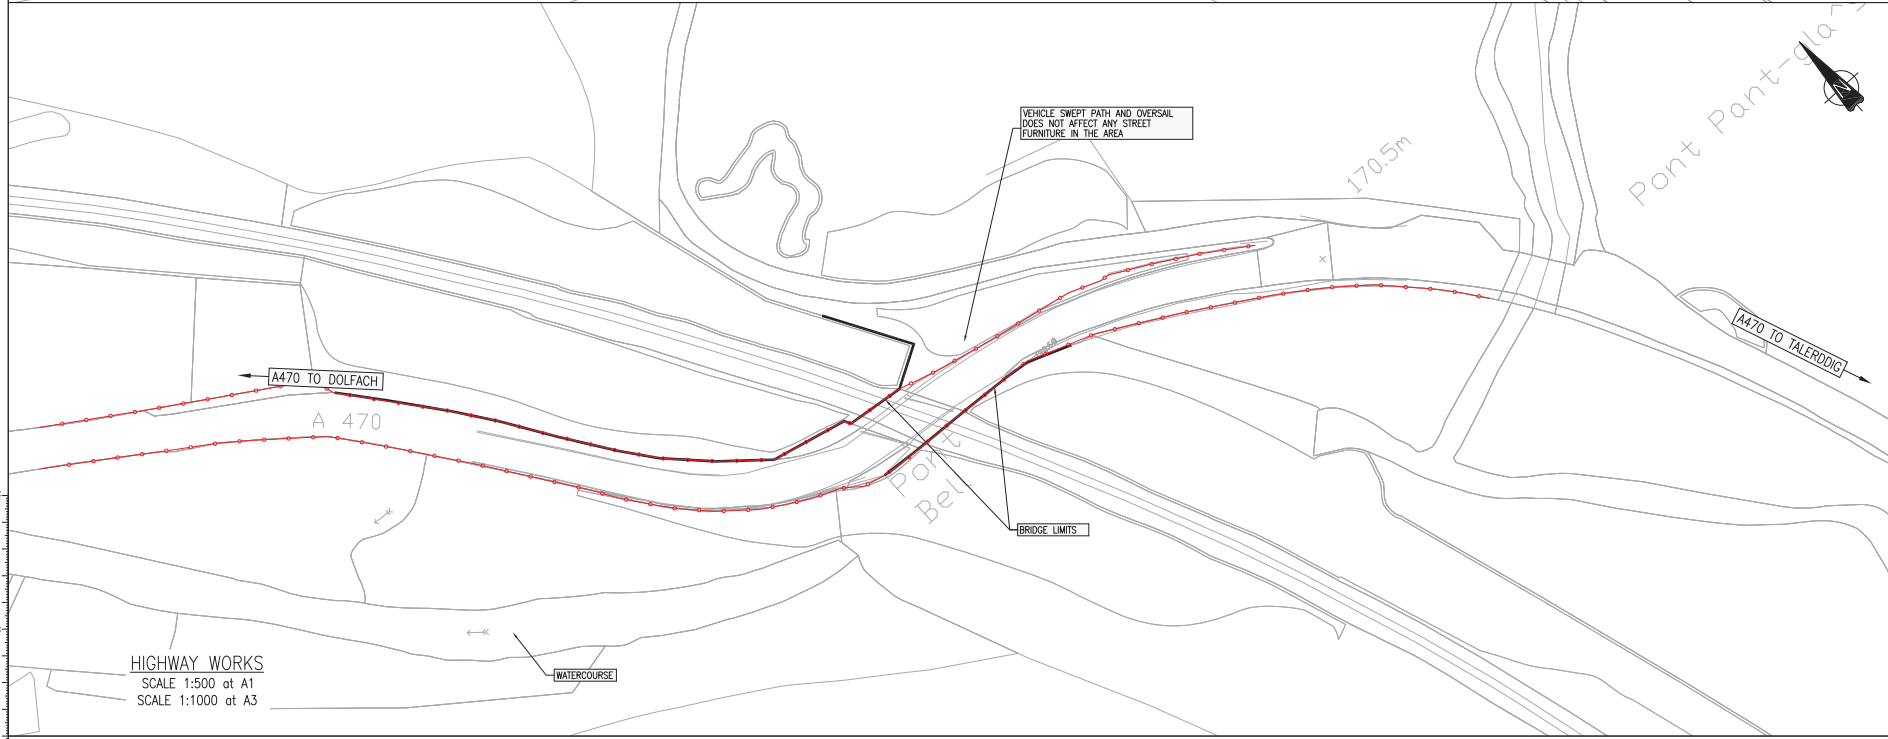 Pont Pant-gla
N
VEHICLE SWEPT PATH AND OVERSAIL
DOES NOT AFFECT ANY STREET
FURNITURE IN THE AREA
170.5m
A470 TO TALERDDIG
A470 TO DOLFACH
A 470
Pont
Bell
BRIDGE LIMITS
HIGHWAY WORKS
SCALE 1:500 at A1
SCALE 1:1000 at A3
WATERCOURSE